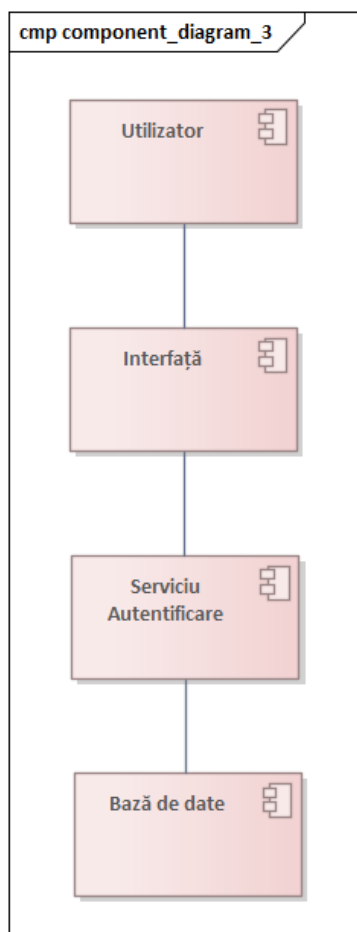 cmp component_diagram_3
Utilizator
Interfață
Serviciu
Autentificare
Bază de date